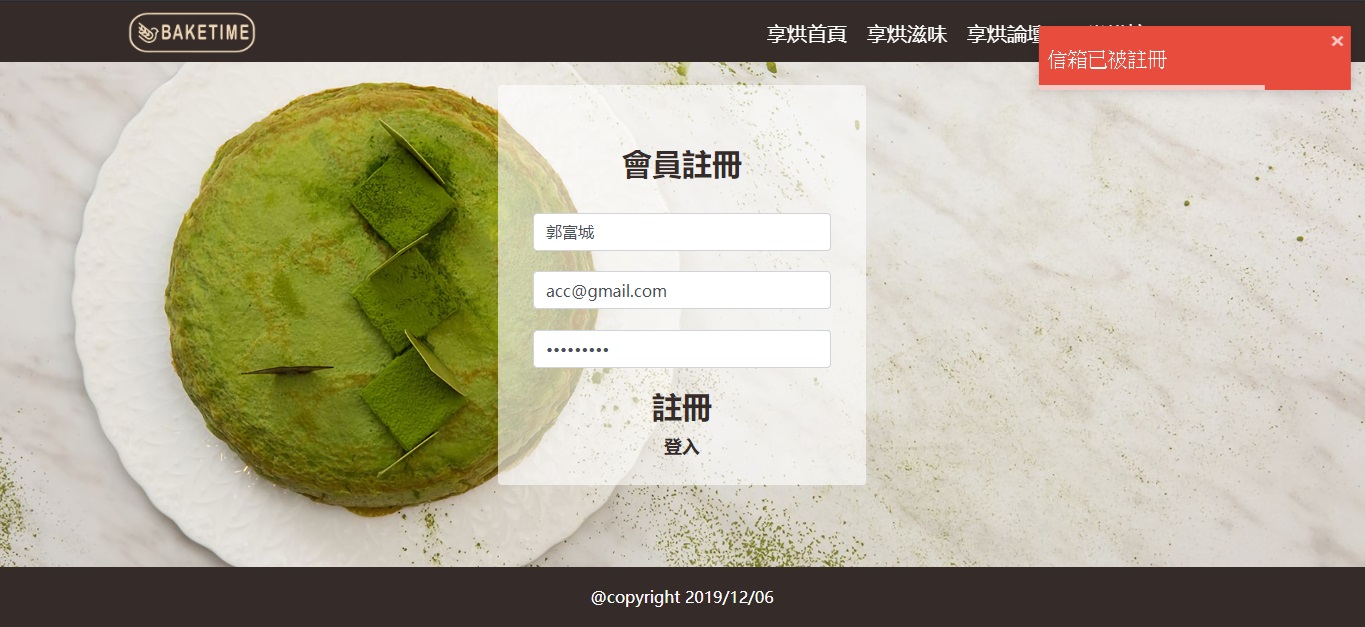 BAKETIME
享烘首頁 享烘滋味 享烘論壇
信箱已被註冊
×
會員註冊
郭富城
acc@gmail.com
•••••••••
註冊
登入
@copyright 2019/12/06